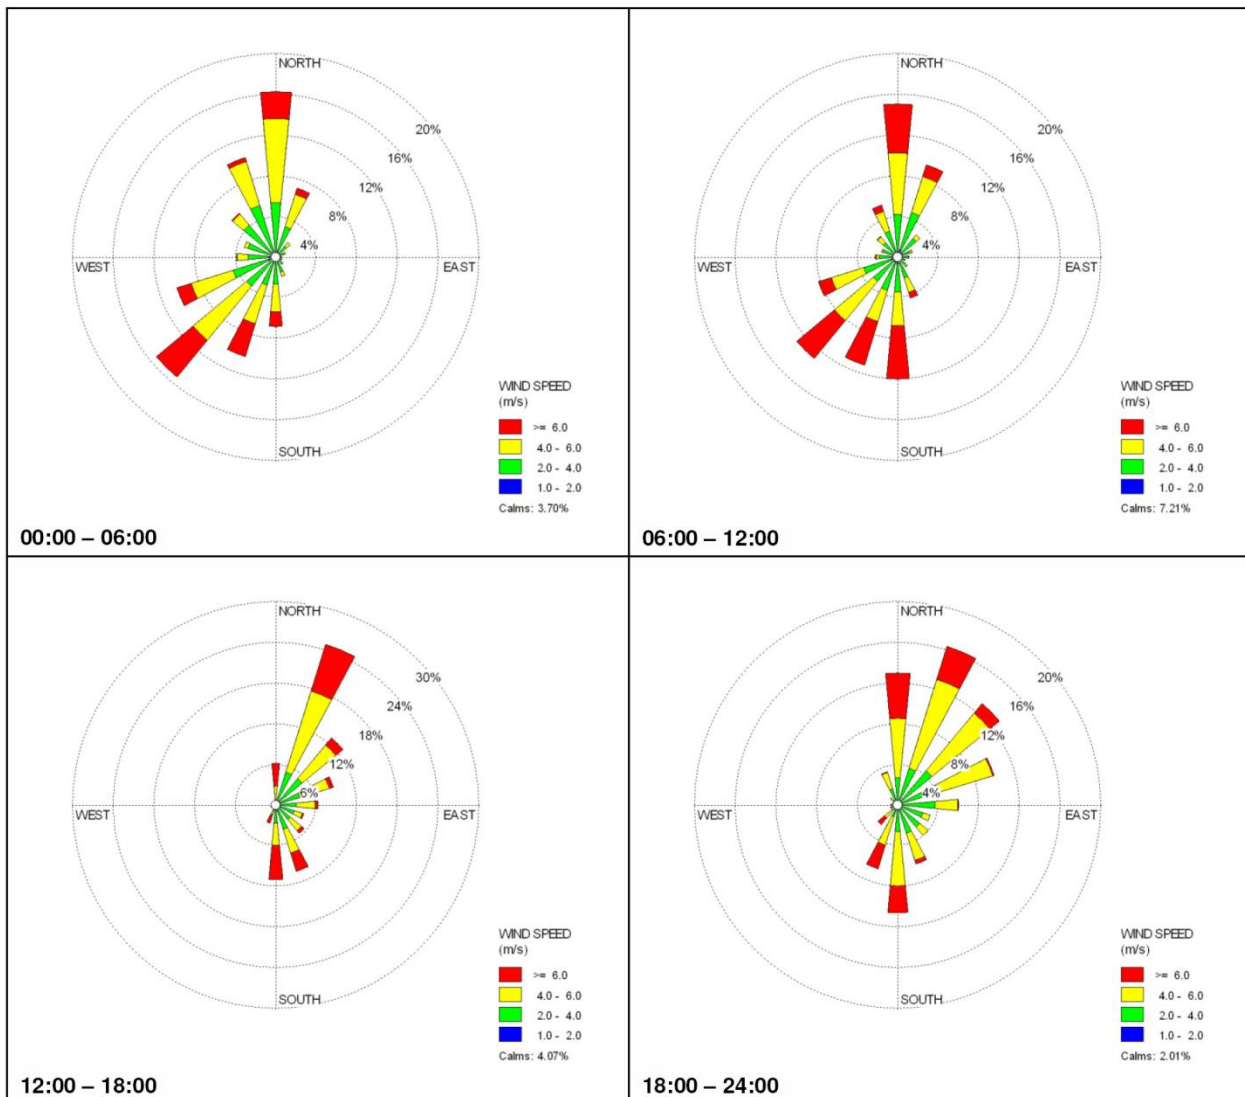 NORTH
20%
16%
12%
8%
4%
WEST
EAST
SOUTH
WIND SPEED
(m/s)
>= 6.0
4.0 - 6.0
2.0 - 4.0
1.0 - 2.0
Calms: 3.70%
00:00 – 06:00
NORTH
20%
16%
12%
8%
4%
WEST
EAST
SOUTH
WIND SPEED
(m/s)
>= 6.0
4.0 - 6.0
2.0 - 4.0
1.0 - 2.0
Calms: 7.21%
06:00 – 12:00
NORTH
30%
24%
18%
12%
6%
WEST
EAST
SOUTH
WIND SPEED
(m/s)
>= 6.0
4.0 - 6.0
2.0 - 4.0
1.0 - 2.0
Calms: 4.07%
12:00 – 18:00
NORTH
20%
16%
12%
8%
4%
WEST
EAST
SOUTH
WIND SPEED
(m/s)
>= 6.0
4.0 - 6.0
2.0 - 4.0
1.0 - 2.0
Calms: 2.01%
18:00 – 24:00